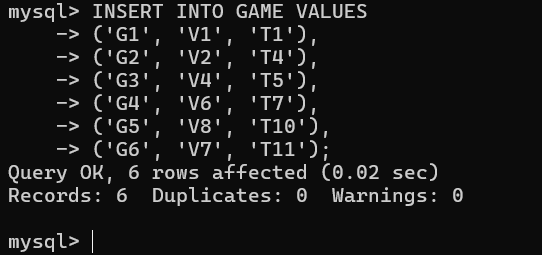 mysql> INSERT INTO GAME VALUES
    -> ('G1', 'V1', 'T1'),
    -> ('G2', 'V2', 'T4'),
    -> ('G3', 'V4', 'T5'),
    -> ('G4', 'V6', 'T7'),
    -> ('G5', 'V8', 'T10'),
    -> ('G6', 'V7', 'T11');
Query OK, 6 rows affected (0.02 sec)
Records: 6  Duplicates: 0  Warnings: 0
mysql>